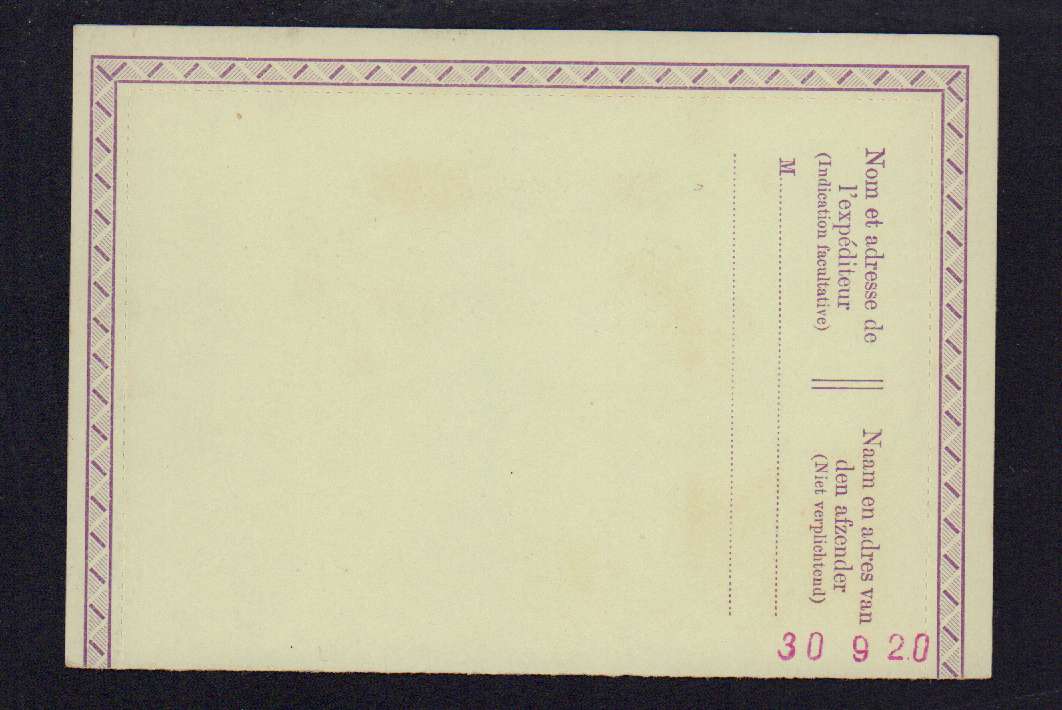 Nom et adresse de
l'expéditeur
(Indication facultative)
Naam en adres van
den afzender
(Niet verplichtend)
M
30 9 20